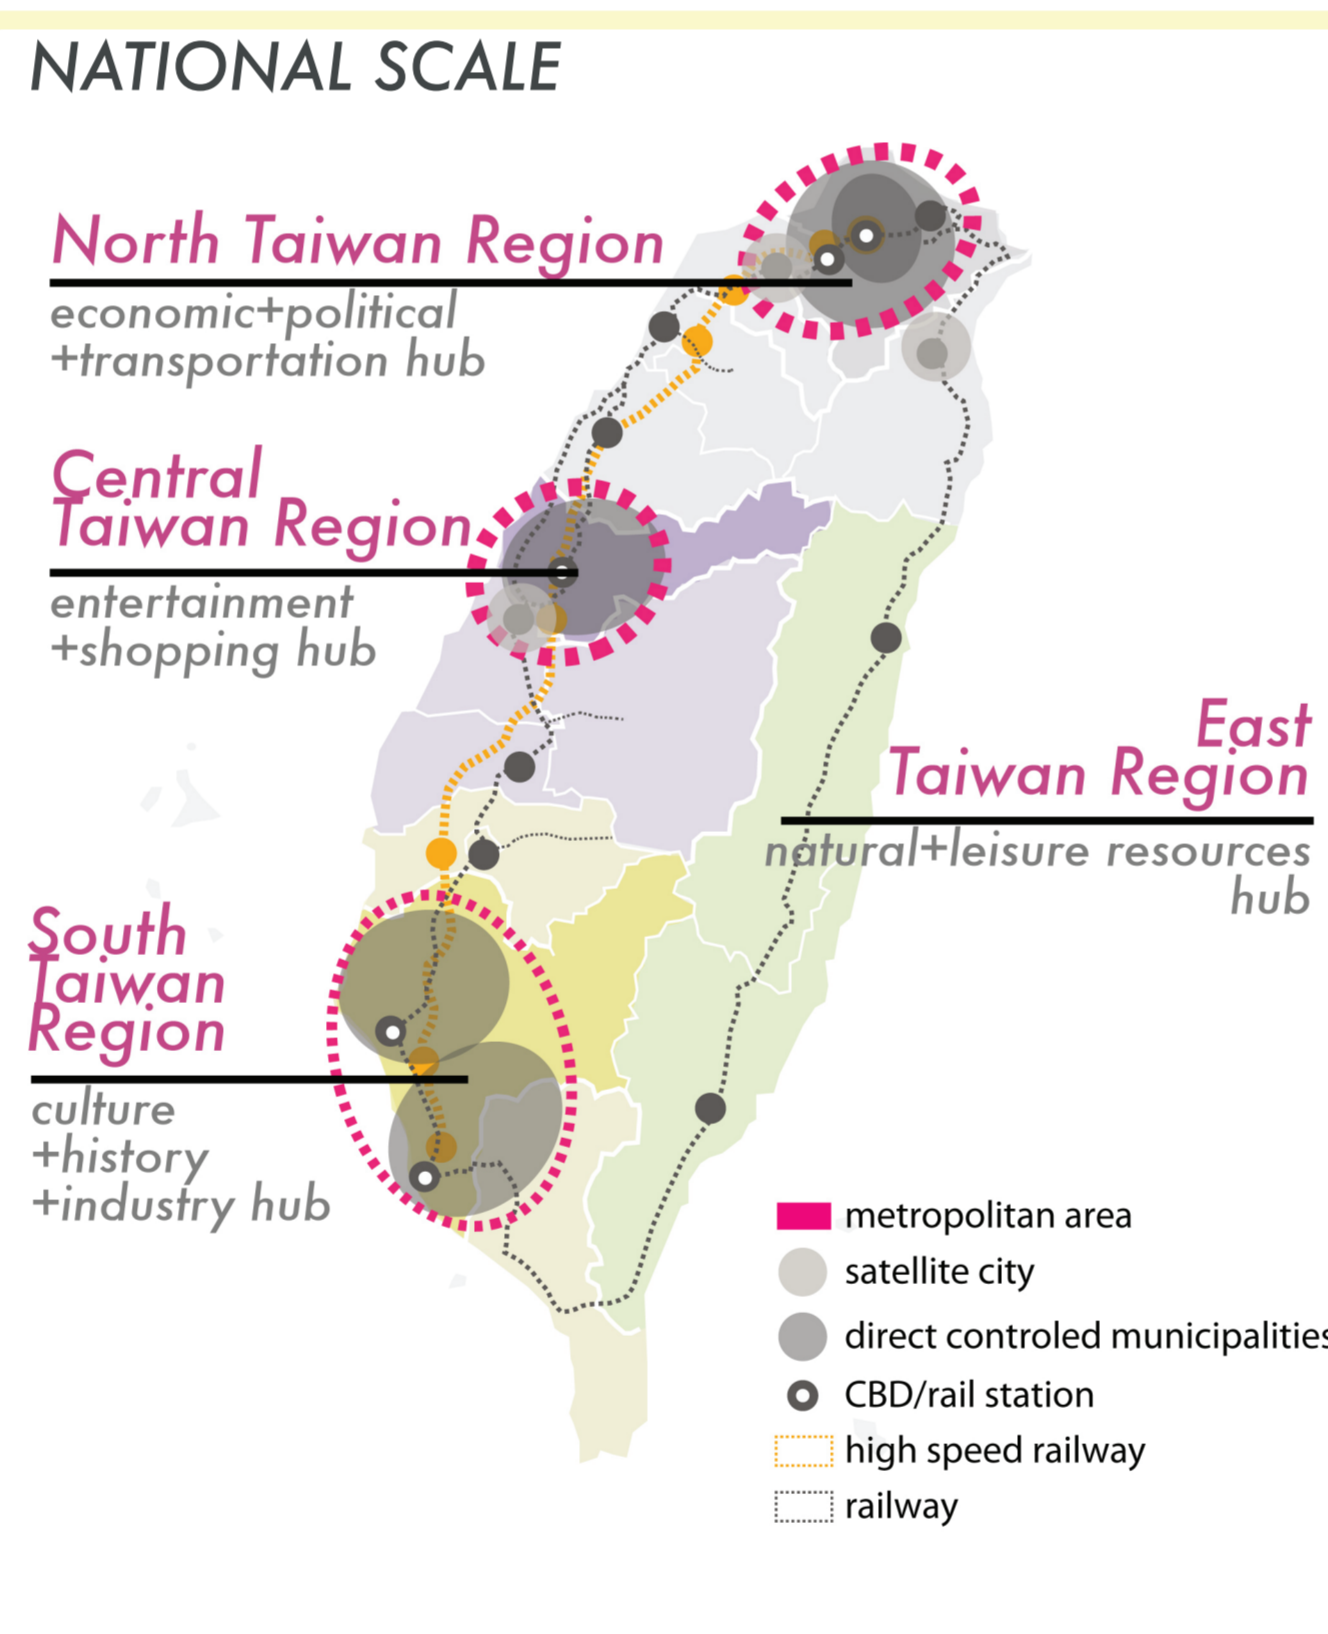 NATIONAL SCALE
North Taiwan Region
economic+political
+transportation hub
Central
Taiwan Region
entertainment
+shopping hub
East
Taiwan Region
natural+leisure resources
hub
South
Taiwan
Region
culture
+history
+industry hub
metropolitan area
satellite city
direct controled municipalities
CBD/rail station
high speed railway
railway